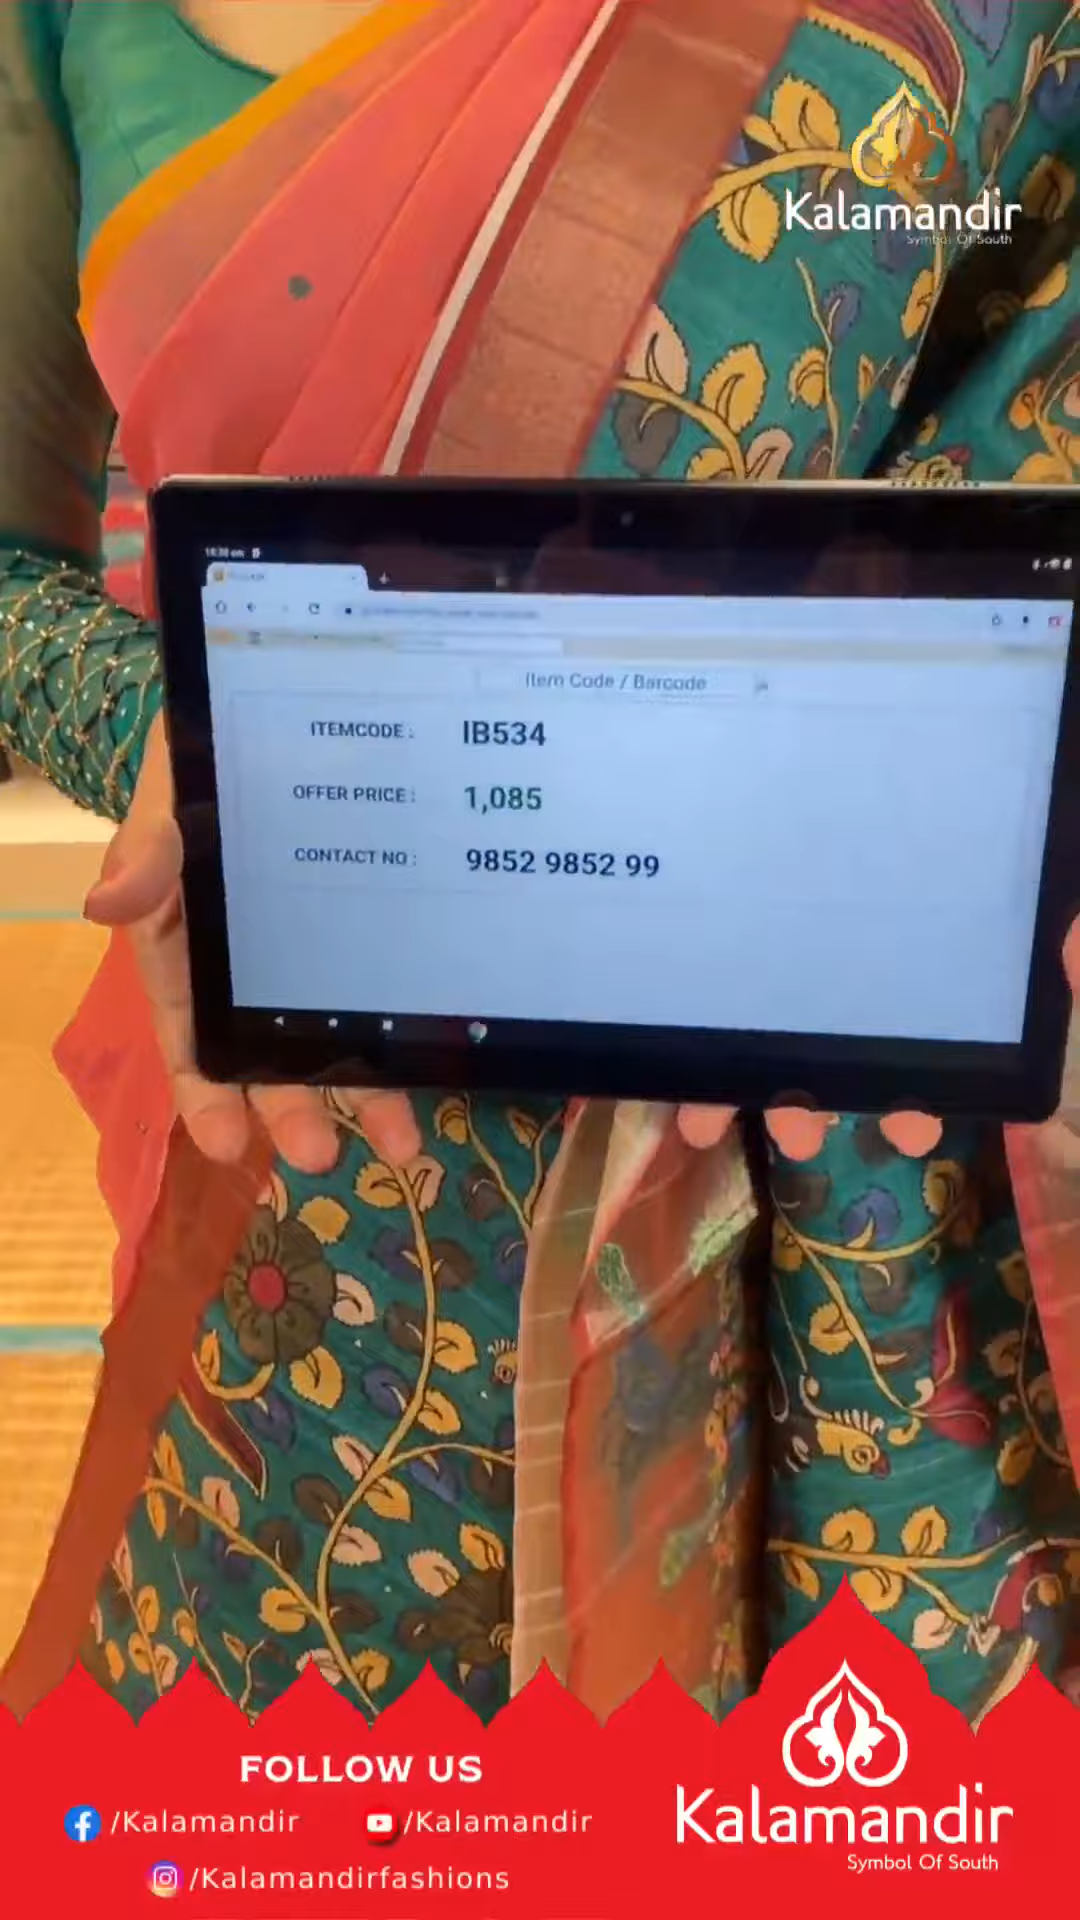 Kalamandir
Symbol Of South
Item Code / Barcode
ITEMCODE : IB534
OFFER PRICE : 1,085
CONTACT NO : 9852 9852 99
FOLLOW US
/Kalamandir /Kalamandir
/Kalamandirfashions
Kalamandir
Symbol Of South